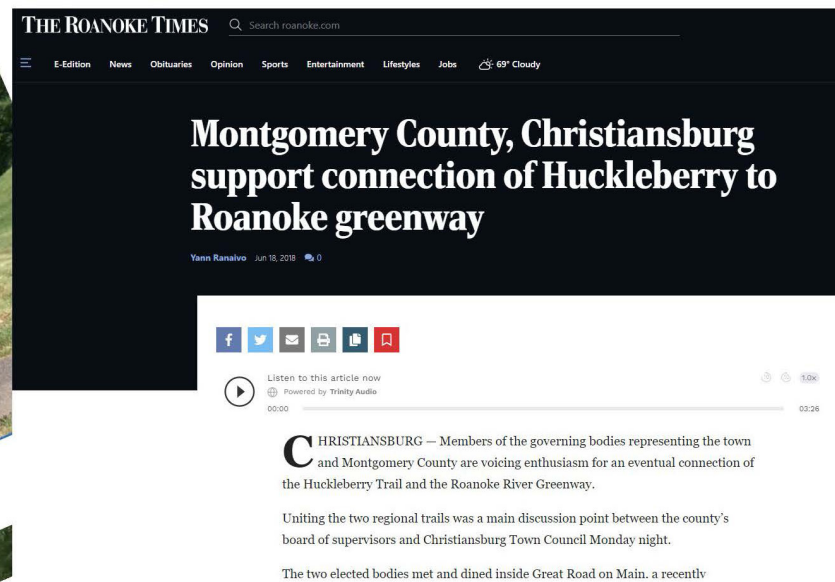 THE ROANOKE TIMES
Search roanoke.com
E-Edition News Obituaries Opinion Sports Entertainment Lifestyles Jobs 69° Cloudy
Montgomery County, Christiansburg
support connection of Huckleberry to
Roanoke greenway
Yann Ranaivo Jun 18, 2018 0
Listen to this article now
Powered by Trinity Audio
1.0x
00:00 03:26
CHRISTIANSBURG — Members of the governing bodies representing the town
and Montgomery County are voicing enthusiasm for an eventual connection of
the Huckleberry Trail and the Roanoke River Greenway.
Uniting the two regional trails was a main discussion point between the county's
board of supervisors and Christiansburg Town Council Monday night.
The two elected bodies met and dined inside Great Road on Main, a recently